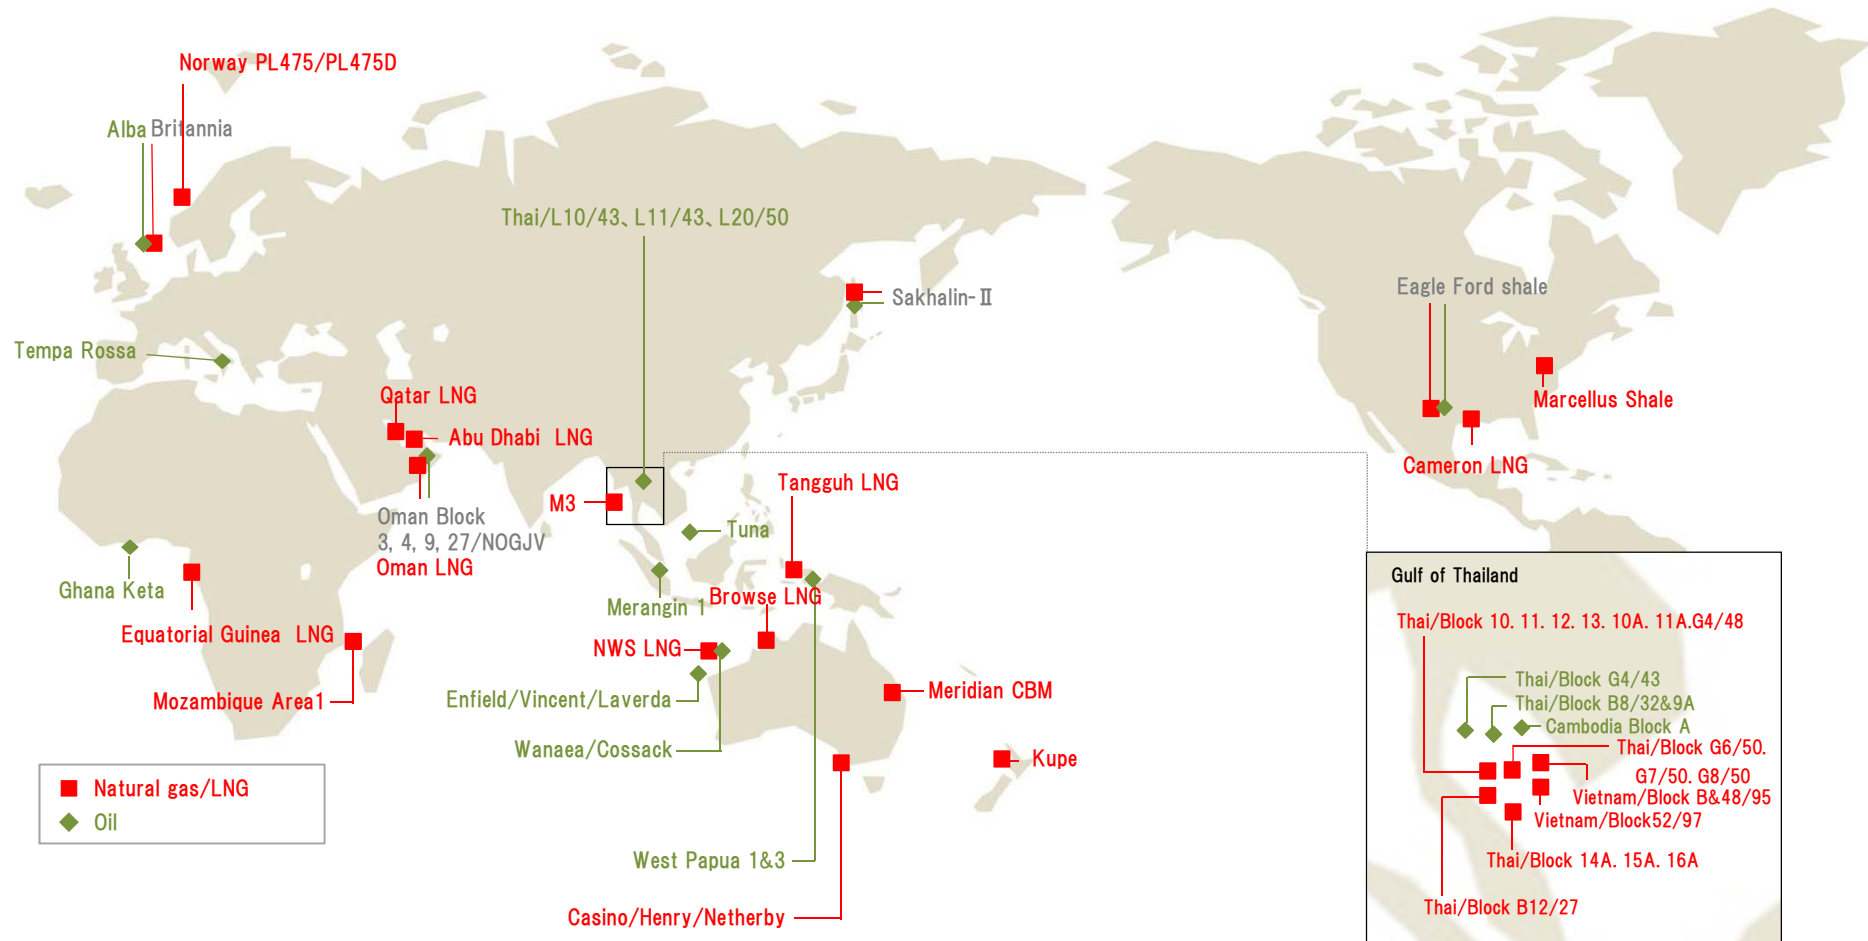 Norway PL475/PL475D
Alba
Britannia
Thai/L10/43、L11/43、L20/50
Sakhalin-Ⅱ
Eagle Ford shale
Tempa Rossa
Qatar LNG
Abu Dhabi LNG
Marcellus Shale
Cameron LNG
Tangguh LNG
M3
Oman Block
3, 4, 9, 27/NOGJV
Oman LNG
Tuna
Ghana Keta
Merangin 1
Browse LNG
Equatorial Guinea LNG
NWS LNG
Mozambique Area1
Enfield/Vincent/Laverda
Meridian CBM
Wanaea/Cossack
Kupe
West Papua 1&3
Casino/Henry/Netherby
Natural gas/LNG
Oil
Gulf of Thailand
Thai/Block 10. 11. 12. 13. 10A. 11A.G4/48
Thai/Block G4/43
Thai/Block B8/32&9A
Cambodia Block A
Thai/Block G6/50.
G7/50. G8/50
Vietnam/Block B&48/95
Vietnam/Block52/97
Thai/Block 14A. 15A. 16A
Thai/Block B12/27